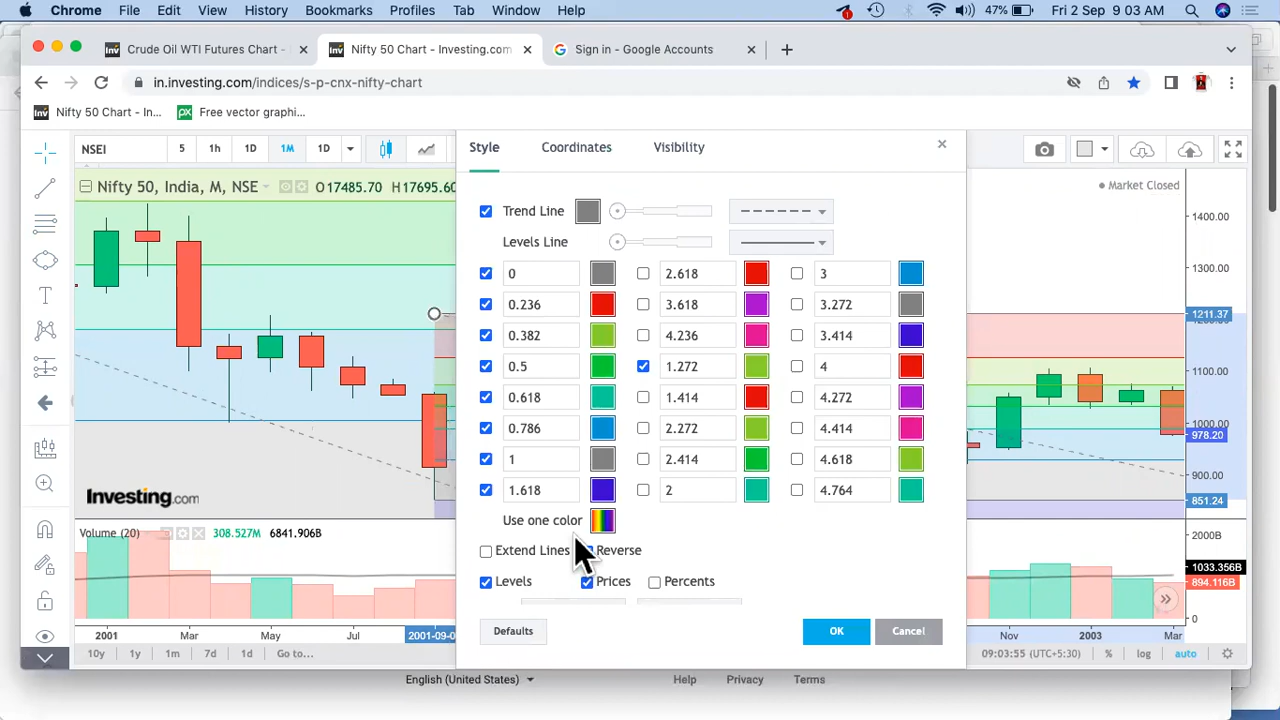 Chrome File Edit View History Bookmarks Profiles Tab Window Help 47% Fri 2 Sep 9:03 AM
Crude Oil WTI Futures Chart - Nifty 50 Chart - Investing.com Sign in - Google Accounts
in.investing.com/indices/s-p-cnx-nifty-chart
Nifty 50 Chart - In... Free vector graphi...
NSEI 5 1h 1D 1M 1D
Style Coordinates Visibility
Nifty 50, India, M, NSE O17485.70 H17695.60
Market Closed
Trend Line
Levels Line
0 2.618 3
0.236 3.618 3.272
0.382 4.236 3.414
0.5 1.272 4
0.618 1.414 4.272
0.786 2.272 4.414
1 2.414 4.618
1.618 2 4.764
Use one color
Extend Lines Reverse
Levels Prices Percents
Defaults OK Cancel
1400.00
1300.00
1211.37
1100.00
1000.00
978.20
900.00
851.24
Investing.com
Volume (20) 308.527M 6841.906B
1033.356B
894.116B
0
2001 Mar May Jul 2001-09-0 Nov 2003 Mar
10y 1y 1m 7d 1d Go to... 09:03:55 (UTC+5:30) % log auto
English (United States) Help Privacy Terms